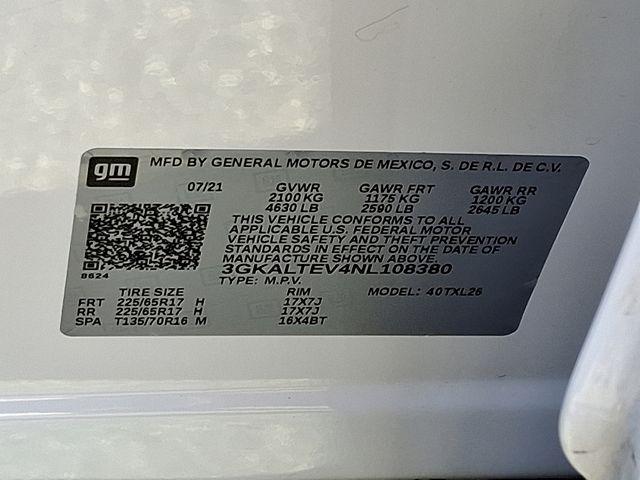 gm MFD BY GENERAL MOTORS DE MEXICO, S. DE R.L. DE C.V.
07/21 GVWR GAWR FRT GAWR RR
2100 KG 1175 KG 1200 KG
4630 LB 2590 LB 2645 LB
THIS VEHICLE CONFORMS TO ALL
APPLICABLE U.S. FEDERAL MOTOR
VEHICLE SAFETY AND THEFT PREVENTION
STANDARDS IN EFFECT ON THE DATE OF
MANUFACTURE SHOWN ABOVE.
8624
3GKALTEV4NL108380
TYPE: M.P.V.
TIRE SIZE RIM MODEL: 40TXL26
FRT 225/65R17 H 17X7J
RR 225/65R17 H 17X7J
SPA T135/70R16 M 16X4BT